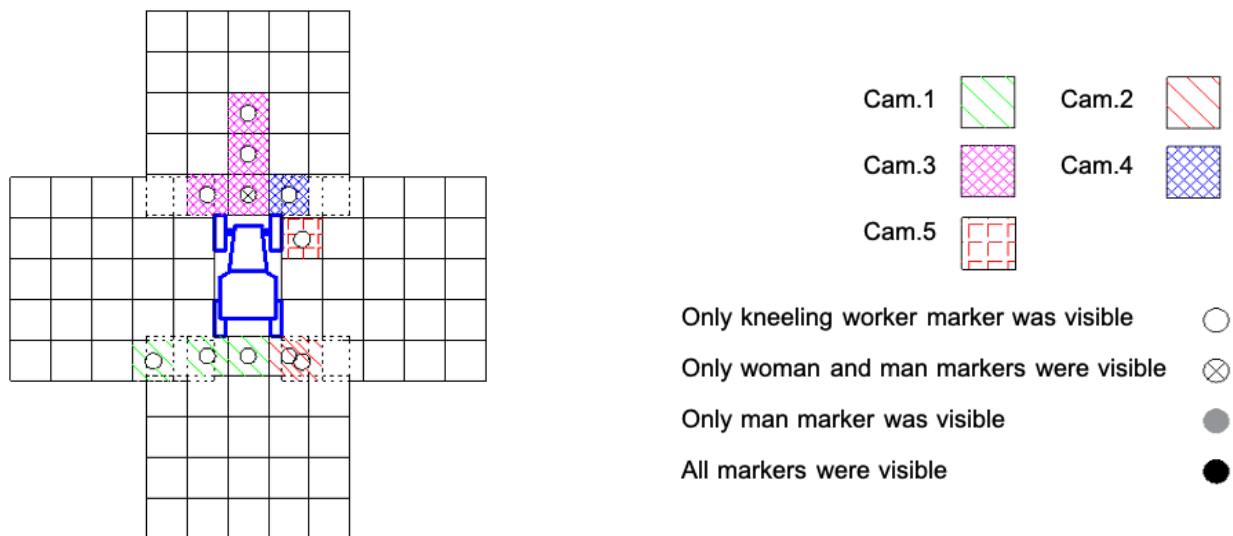 Cam.1
Cam.2
Cam.3
Cam.4
Cam.5
Only kneeling worker marker was visible
Only woman and man markers were visible
Only man marker was visible
All markers were visible